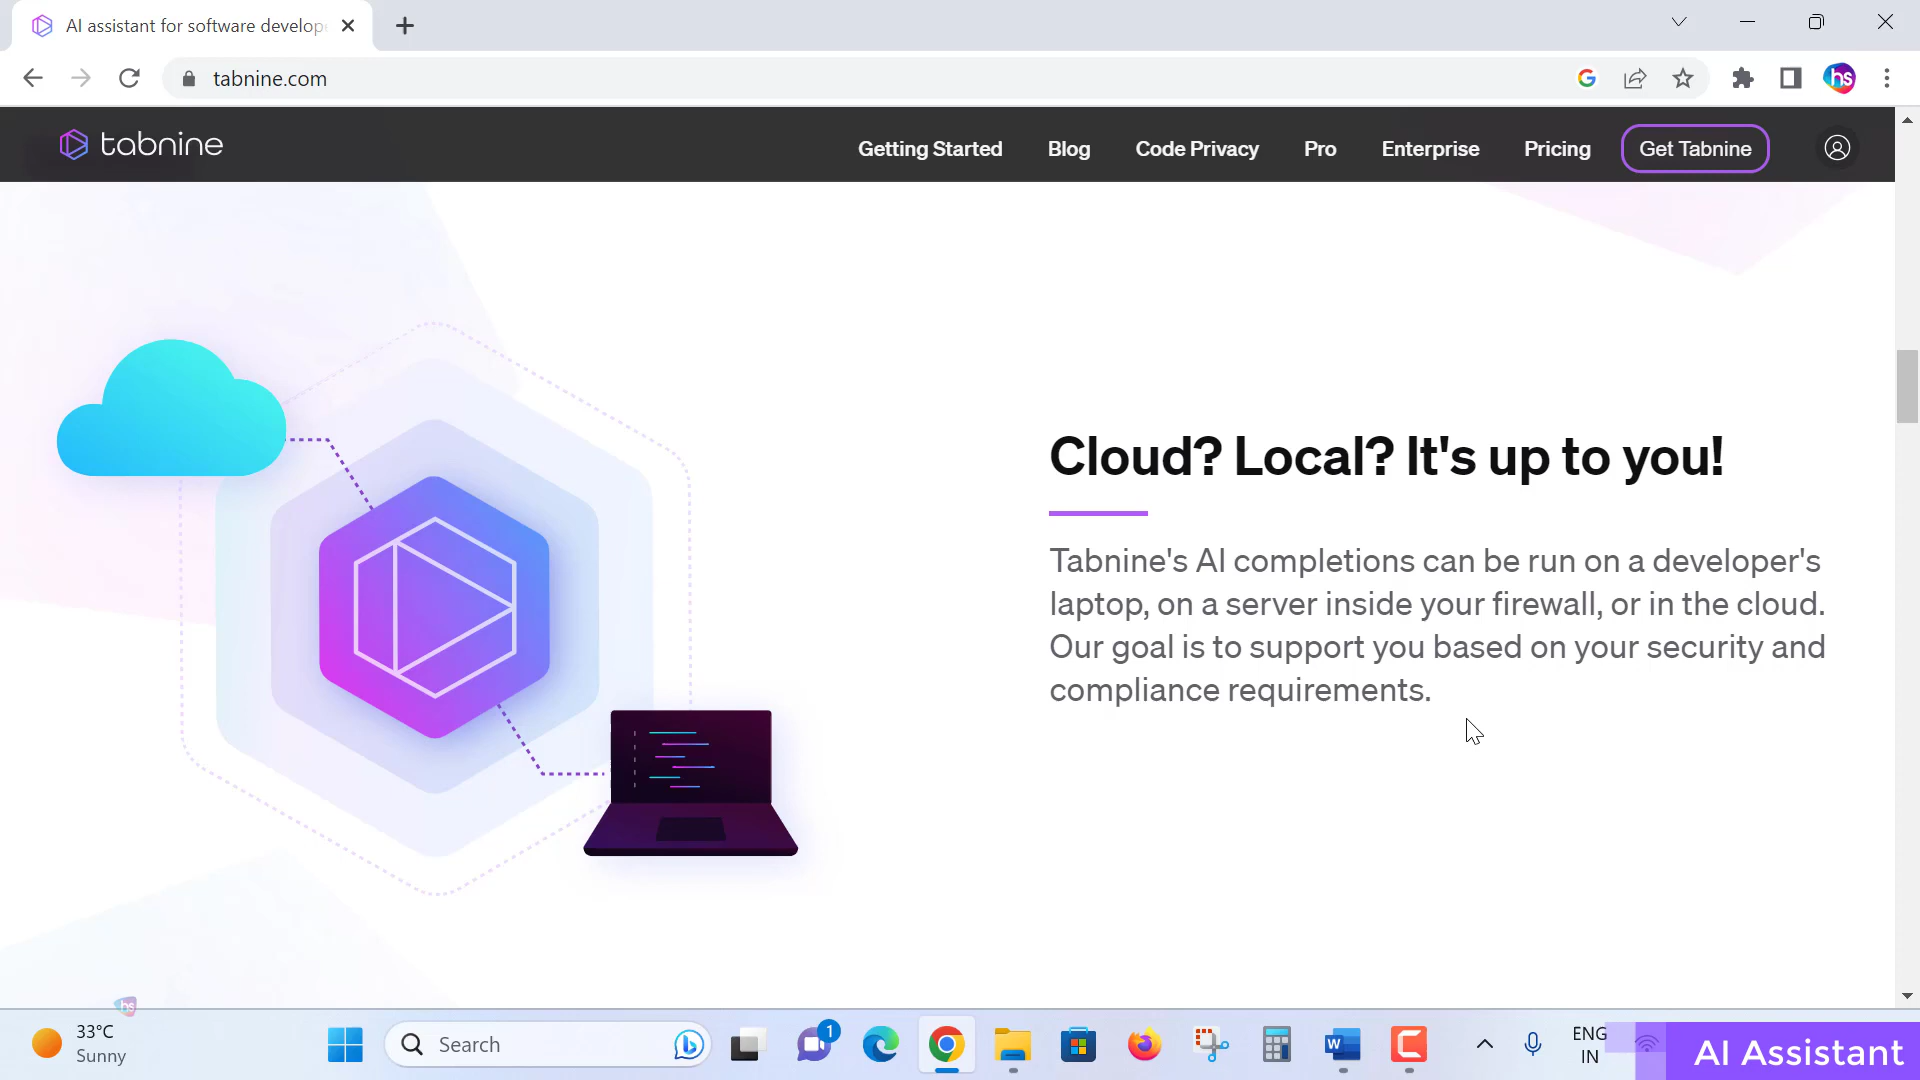 AI assistant for software develope
tabnine.com
hs
tabnine
Getting Started
Blog
Code Privacy
Pro
Enterprise
Pricing
Get Tabnine
Cloud? Local? It's up to you!
Tabnine's AI completions can be run on a developer's
laptop, on a server inside your firewall, or in the cloud.
Our goal is to support you based on your security and
compliance requirements.
hs
33°C
Sunny
Search
1
W
ENG
IN
AI Assistant